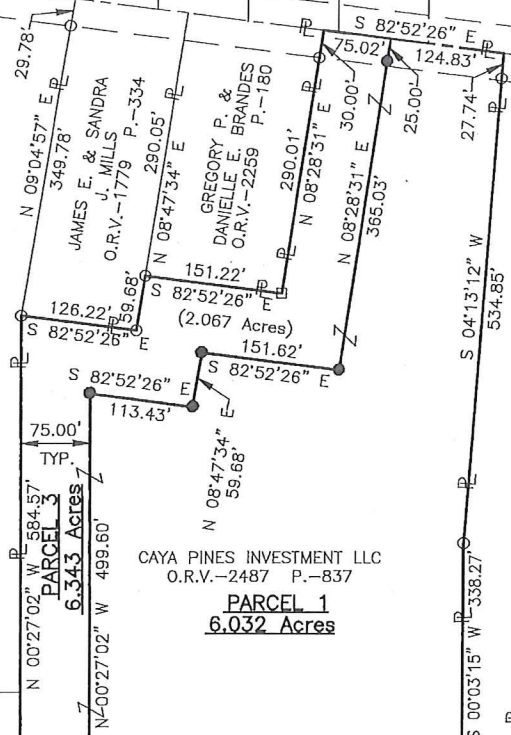 S 82°52'26" E
75.02'
124.83'
29.78'
30.00'
25.00'
27.74'
N 09°04'57" E
349.78'
JAMES E. & SANDRA
J. MILLS
O.R.V.-1779 P.-334
290.05'
N 08°47'34" E
GREGORY P. &
DANIELLE E. BRANDES
O.R.V.-2259 P.-180
290.01'
N 08°28'31" E
N 08°28'31" E
365.03'
S 04°13'12" W
534.85'
151.22'
S 82°52'26" E
(2.067 Acres)
59.68'
126.22'
S 82°52'26" E
151.62'
S 82°52'26" E
S 82°52'26" E
113.43'
N 08°47'34" E
59.68'
75.00'
TYP.
N 00°27'02" W 584.57'
PARCEL 3
6.343 Acres
N 00°27'02" W 499.60'
CAYA PINES INVESTMENT LLC
O.R.V.-2487 P.-837
PARCEL 1
6.032 Acres
S 00°03'15" W 338.27'